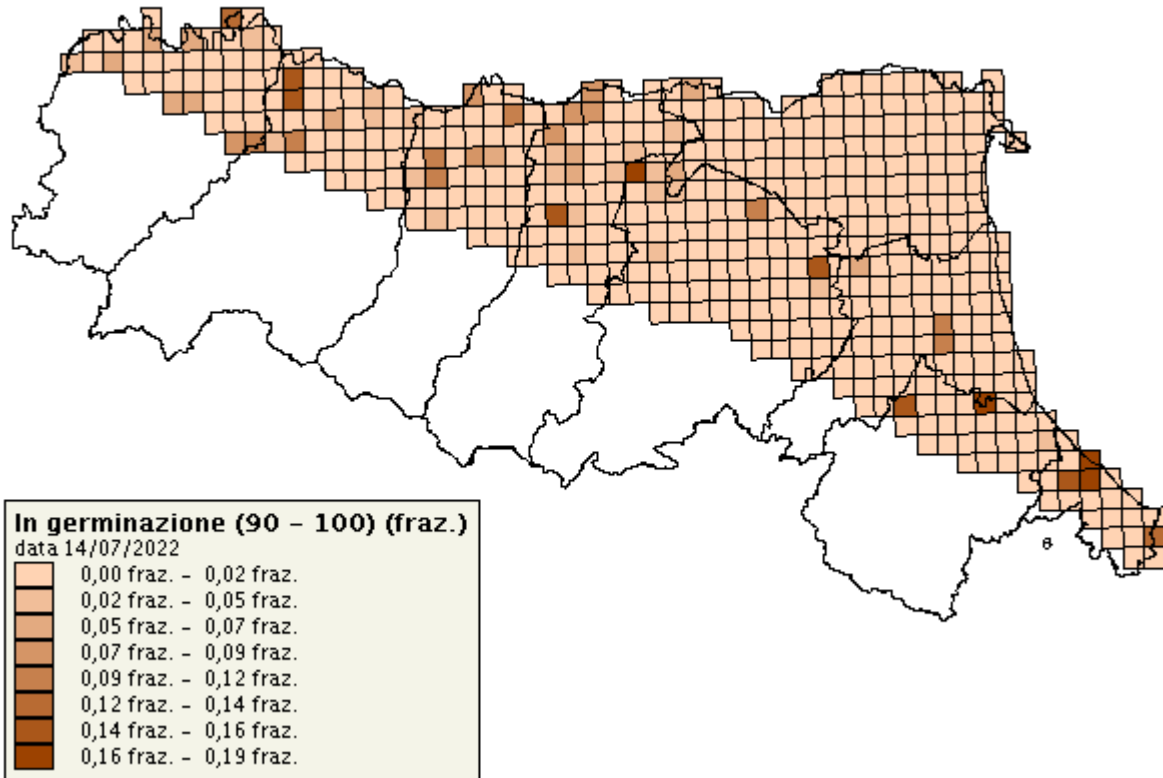 In germinazione (90 – 100) (fraz.)
data 14/07/2022
0,00 fraz. – 0,02 fraz.
0,02 fraz. – 0,05 fraz.
0,05 fraz. – 0,07 fraz.
0,07 fraz. – 0,09 fraz.
0,09 fraz. – 0,12 fraz.
0,12 fraz. – 0,14 fraz.
0,14 fraz. – 0,16 fraz.
0,16 fraz. – 0,19 fraz.